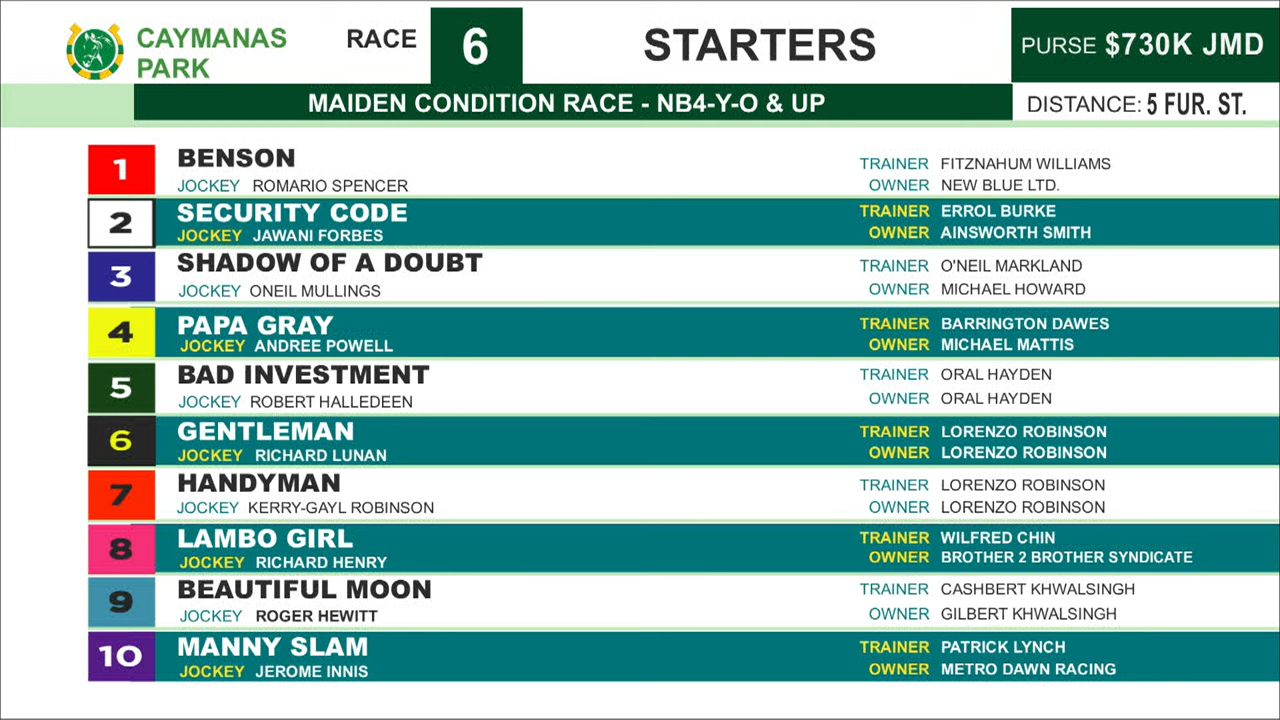 CAYMANAS PARK
RACE 6
STARTERS
PURSE $730K JMD
MAIDEN CONDITION RACE - NB4-Y-O & UP
DISTANCE: 5 FUR. ST.
1 BENSON
JOCKEY ROMARIO SPENCER
TRAINER FITZNAHUM WILLIAMS
OWNER NEW BLUE LTD.
2 SECURITY CODE
JOCKEY JAWANI FORBES
TRAINER ERROL BURKE
OWNER AINSWORTH SMITH
3 SHADOW OF A DOUBT
JOCKEY ONEIL MULLINGS
TRAINER O'NEIL MARKLAND
OWNER MICHAEL HOWARD
4 PAPA GRAY
JOCKEY ANDREE POWELL
TRAINER BARRINGTON DAWES
OWNER MICHAEL MATTIS
5 BAD INVESTMENT
JOCKEY ROBERT HALLEDEEN
TRAINER ORAL HAYDEN
OWNER ORAL HAYDEN
6 GENTLEMAN
JOCKEY RICHARD LUNAN
TRAINER LORENZO ROBINSON
OWNER LORENZO ROBINSON
7 HANDYMAN
JOCKEY KERRY-GAYL ROBINSON
TRAINER LORENZO ROBINSON
OWNER LORENZO ROBINSON
8 LAMBO GIRL
JOCKEY RICHARD HENRY
TRAINER WILFRED CHIN
OWNER BROTHER 2 BROTHER SYNDICATE
9 BEAUTIFUL MOON
JOCKEY ROGER HEWITT
TRAINER CASHBERT KHWALSINGH
OWNER GILBERT KHWALSINGH
10 MANNY SLAM
JOCKEY JEROME INNIS
TRAINER PATRICK LYNCH
OWNER METRO DAWN RACING